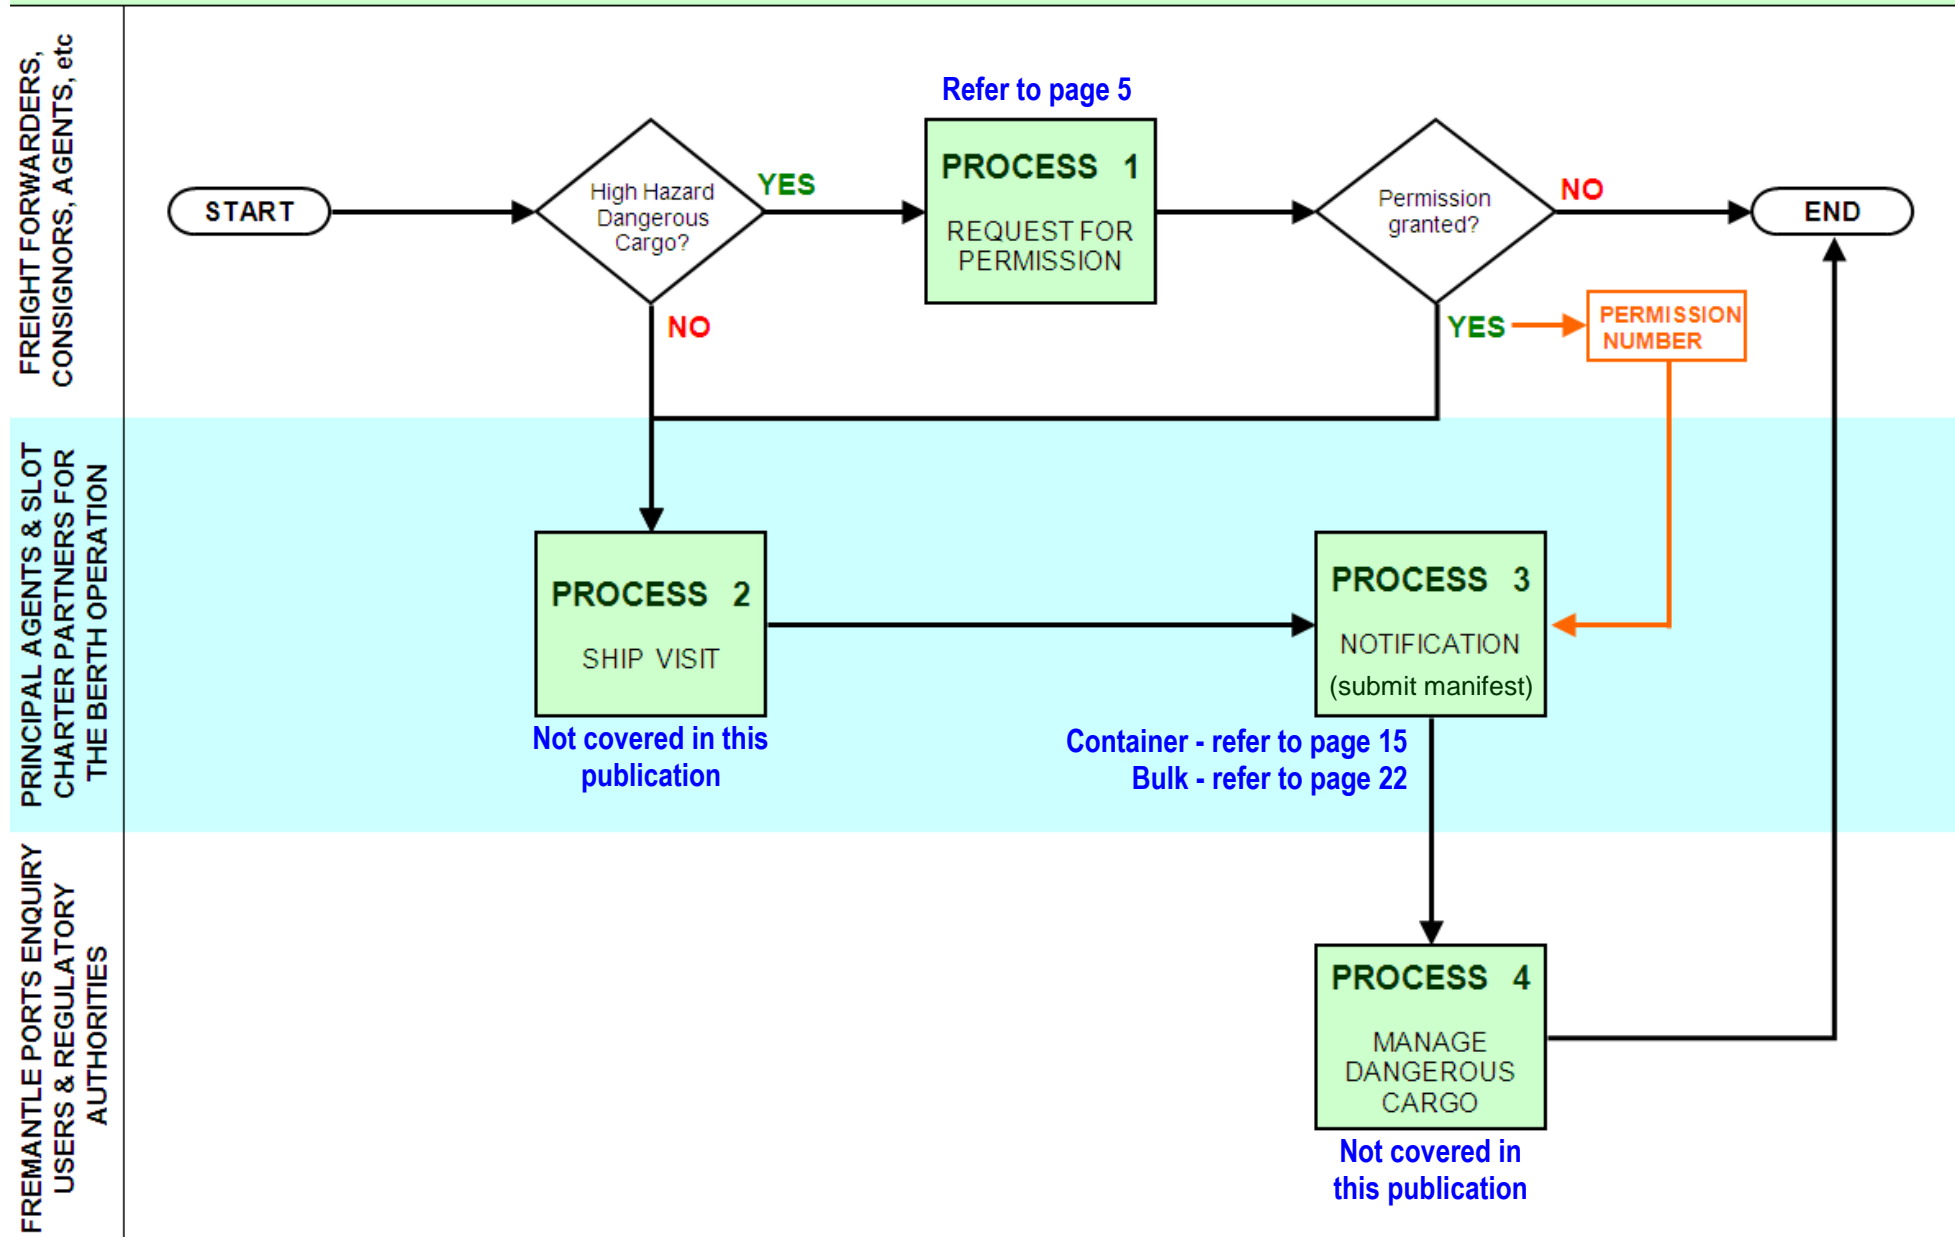 FREIGHT FORWARDERS,
CONSIGNORS, AGENTS, etc
START
High Hazard
Dangerous
Cargo?
YES
NO
Refer to page 5
PROCESS 1
REQUEST FOR
PERMISSION
Permission
granted?
NO
END
YES
PERMISSION
NUMBER
PRINCIPAL AGENTS & SLOT
CHARTER PARTNERS FOR
THE BERTH OPERATION
PROCESS 2
SHIP VISIT
Not covered in this
publication
PROCESS 3
NOTIFICATION
(submit manifest)
Container - refer to page 15
Bulk - refer to page 22
FREMANTLE PORTS ENQUIRY
USERS & REGULATORY
AUTHORITIES
PROCESS 4
MANAGE
DANGEROUS
CARGO
Not covered in
this publication